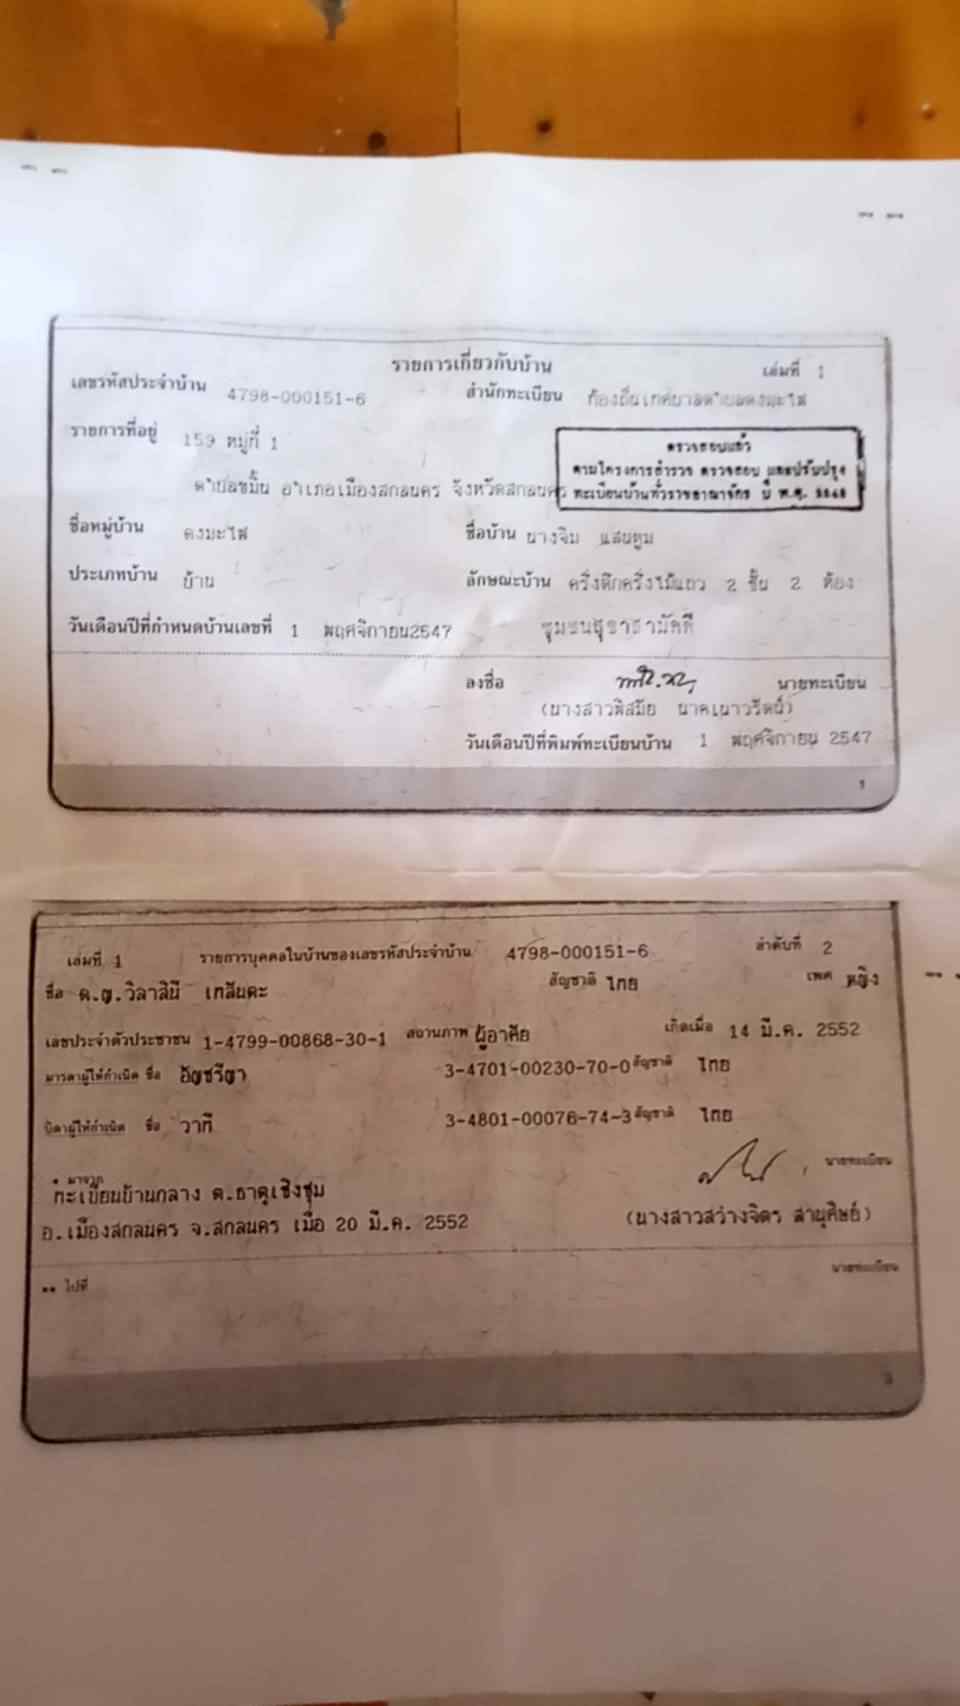 รายการเกี่ยวกับบ้าน เล่มที่ 1
เลขรหัสประจำบ้าน 4798-000151-6 สำนักทะเบียน ท้องถิ่นเทศบาลตำบลดงมะไฟ
รายการที่อยู่ 159 หมู่ที่ 1
ตำบลขมิ้น อำเภอเมืองสกลนคร จังหวัดสกลนคร
ตรวจสอบแล้ว
ตามโครงการสำรวจ ตรวจสอบ และปรับปรุง
ทะเบียนบ้านทั่วราชอาณาจักร ปี พ.ศ.
ชื่อหมู่บ้าน ดงมะไฟ ชื่อบ้าน นางจิม แสนตูม
ประเภทบ้าน บ้าน ลักษณะบ้าน ครึ่งตึกครึ่งไม้แถว 2 ชั้น 2 ห้อง
วันเดือนปีที่กำหนดบ้านเลขที่ 1 พฤศจิกายน2547 ชุมชนสุธาสามัคคี
ลงชื่อ นายทะเบียน
(นางสาวพิสมัย นาคเนาวรัตน์)
วันเดือนปีที่พิมพ์ทะเบียนบ้าน 1 พฤศจิกายน 2547
1
เล่มที่ 1 รายการบุคคลในบ้านของเลขรหัสประจำบ้าน 4798-000151-6 ลำดับที่ 2
ชื่อ ด.ญ.วิลาสินี เกลี้นตะ สัญชาติ ไทย เพศ หญิง
เลขประจำตัวประชาชน 1-4799-00868-30-1 สถานภาพ ผู้อาศัย เกิดเมื่อ 14 มี.ค. 2552
มารดาผู้ให้กำเนิด ชื่อ อัญชรีญา 3-4701-00230-70-0 สัญชาติ ไทย
บิดาผู้ให้กำเนิด ชื่อ วาที 3-4801-00076-74-3 สัญชาติ ไทย
* มาจาก
ทะเบียนบ้านกลาง ต.ธาตุเชิงชุม นายทะเบียน
อ.เมืองสกลนคร จ.สกลนคร เมื่อ 20 มี.ค. 2552 (นางสาวสว่างจิตร สานุศิษย์)
** ไปที่ นายทะเบียน